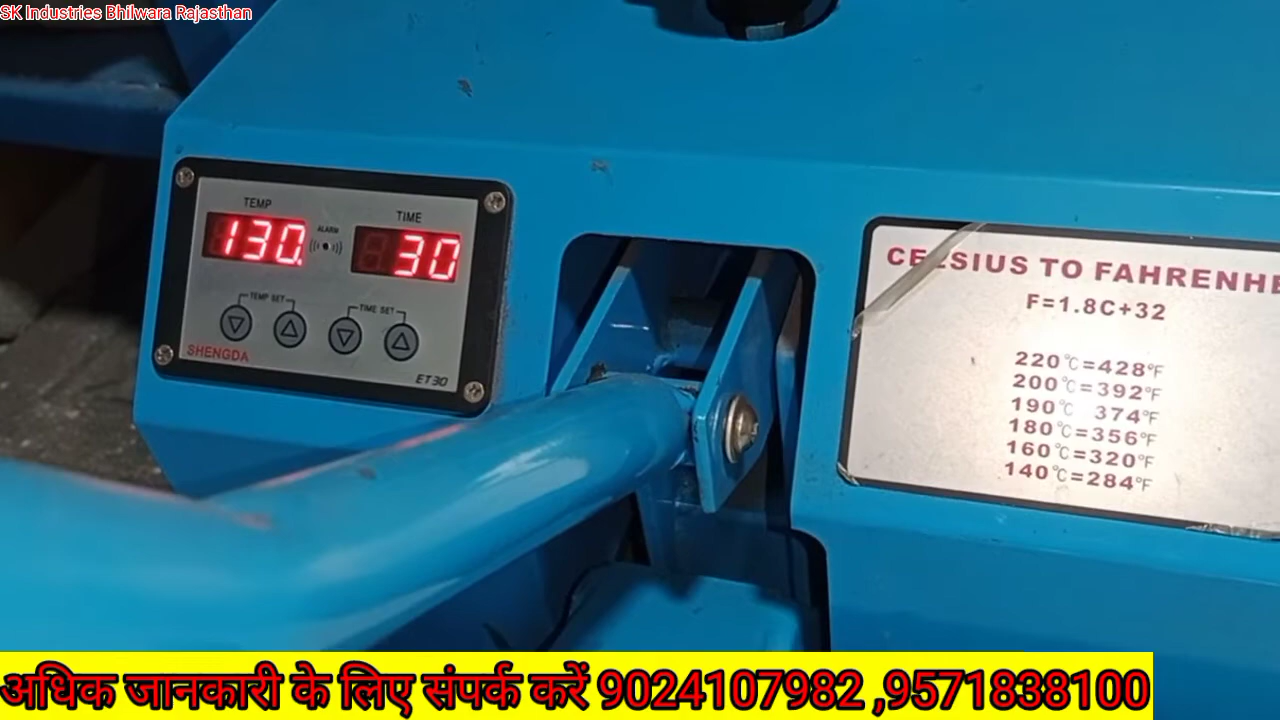 SK Industries Bhilwara Rajasthan
TEMP
TIME
130.
ALARM
30
TEMP SET
TIME SET
SHENGDA
ET30
CELSIUS TO FAHRENHE
F=1.8C+32
220℃=428℉
200℃=392℉
190℃ 374℉
180℃=356℉
160℃=320℉
140℃=284℉
अधिक जानकारी के लिए संपर्क करें 9024107982 ,9571838100